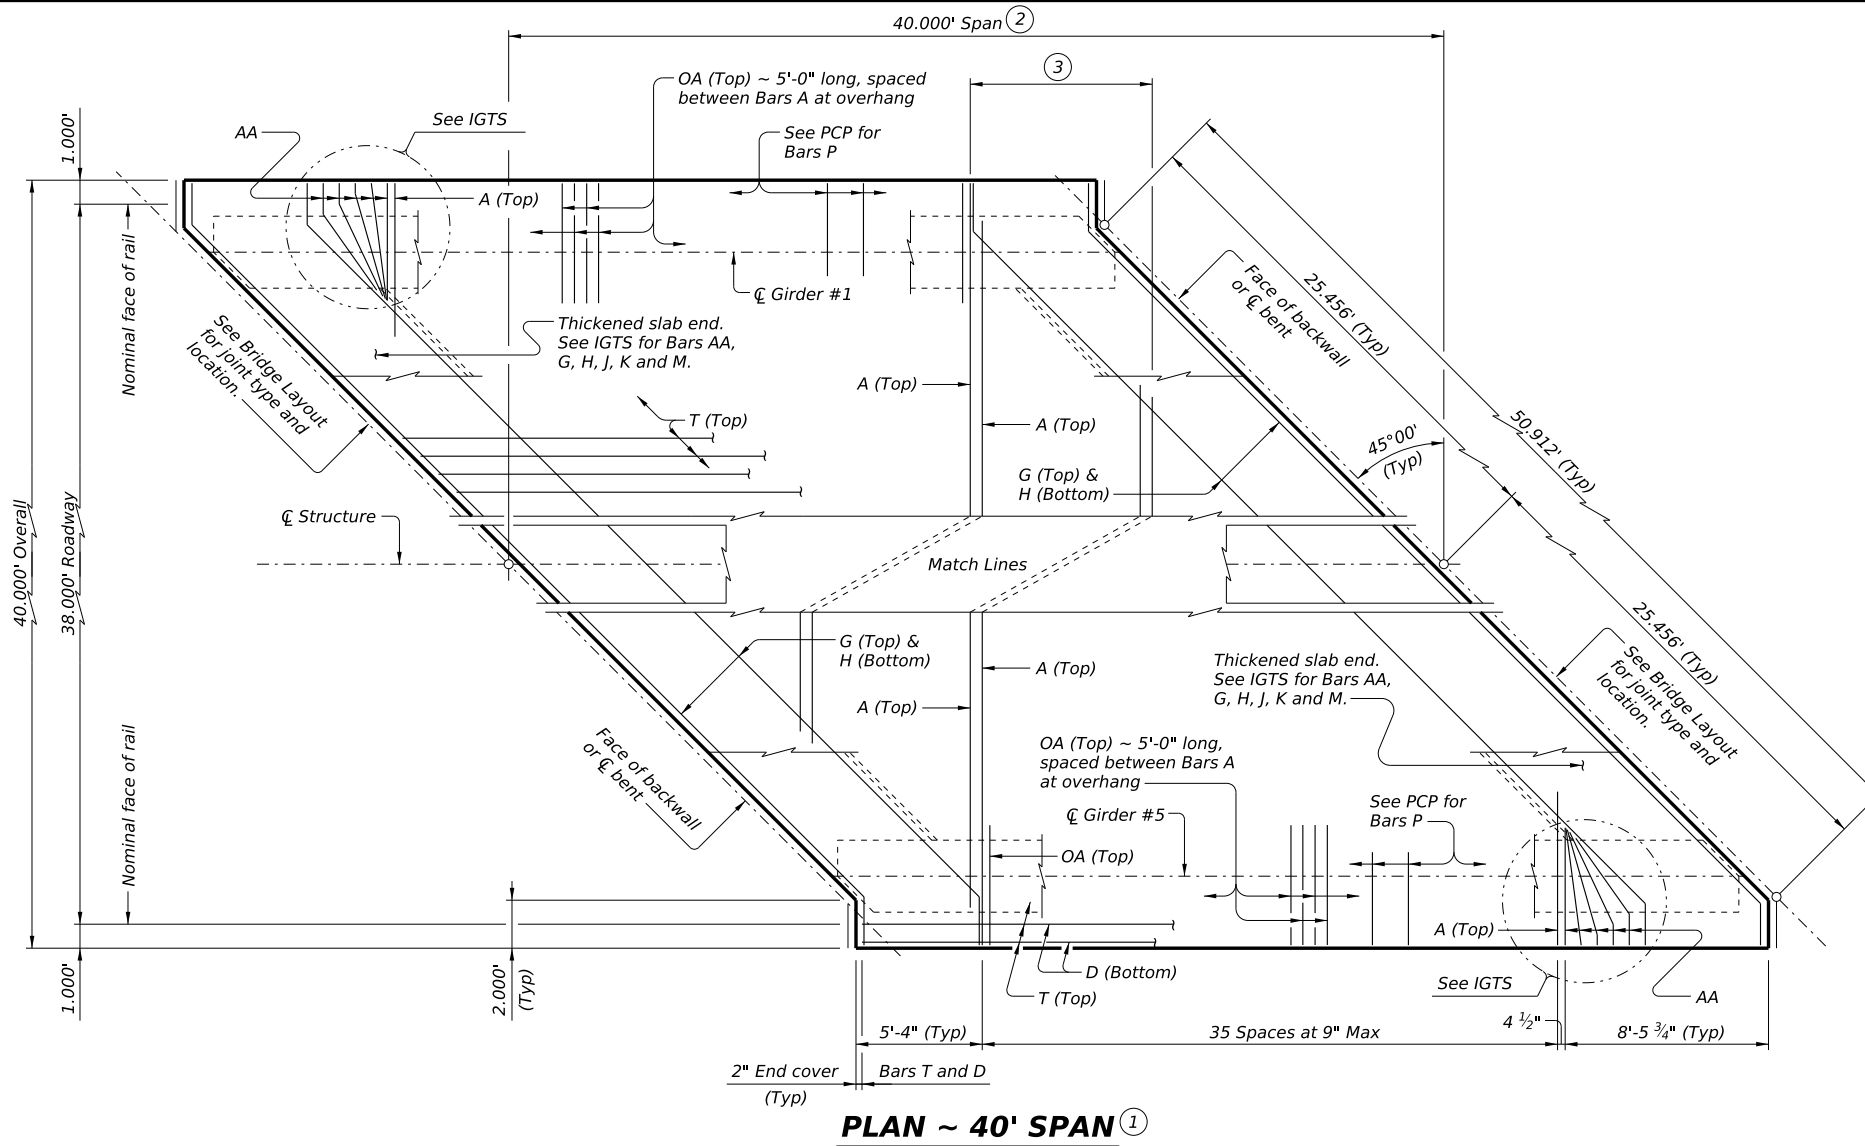 40.000' Span 2
3
OA (Top) ~ 5'-0" long, spaced
between Bars A at overhang
1.000'
AA
See IGTS
See PCP for
Bars P
A (Top)
℄ Girder #1
Nominal face of rail
See Bridge Layout
for joint type and
location.
Thickened slab end.
See IGTS for Bars AA,
G, H, J, K and M.
Face of backwall
or ℄ bent
25.456' (Typ)
50.912' (Typ)
A (Top)
A (Top)
T (Top)
45°00'
(Typ)
G (Top) &
H (Bottom)
40.000' Overall
38.000' Roadway
℄ Structure
Match Lines
G (Top) &
H (Bottom)
A (Top)
A (Top)
25.456' (Typ)
Thickened slab end.
See IGTS for Bars AA,
G, H, J, K and M.
See Bridge Layout
for joint type and
location.
Nominal face of rail
Face of backwall
or ℄ bent
OA (Top) ~ 5'-0" long,
spaced between Bars A
at overhang
℄ Girder #5
See PCP for
Bars P
OA (Top)
A (Top)
D (Bottom)
T (Top)
See IGTS
AA
1.000'
2.000'
(Typ)
5'-4" (Typ)
35 Spaces at 9" Max
4 ½"
8'-5 ¾" (Typ)
2" End cover
(Typ)
Bars T and D
PLAN ~ 40' SPAN 1